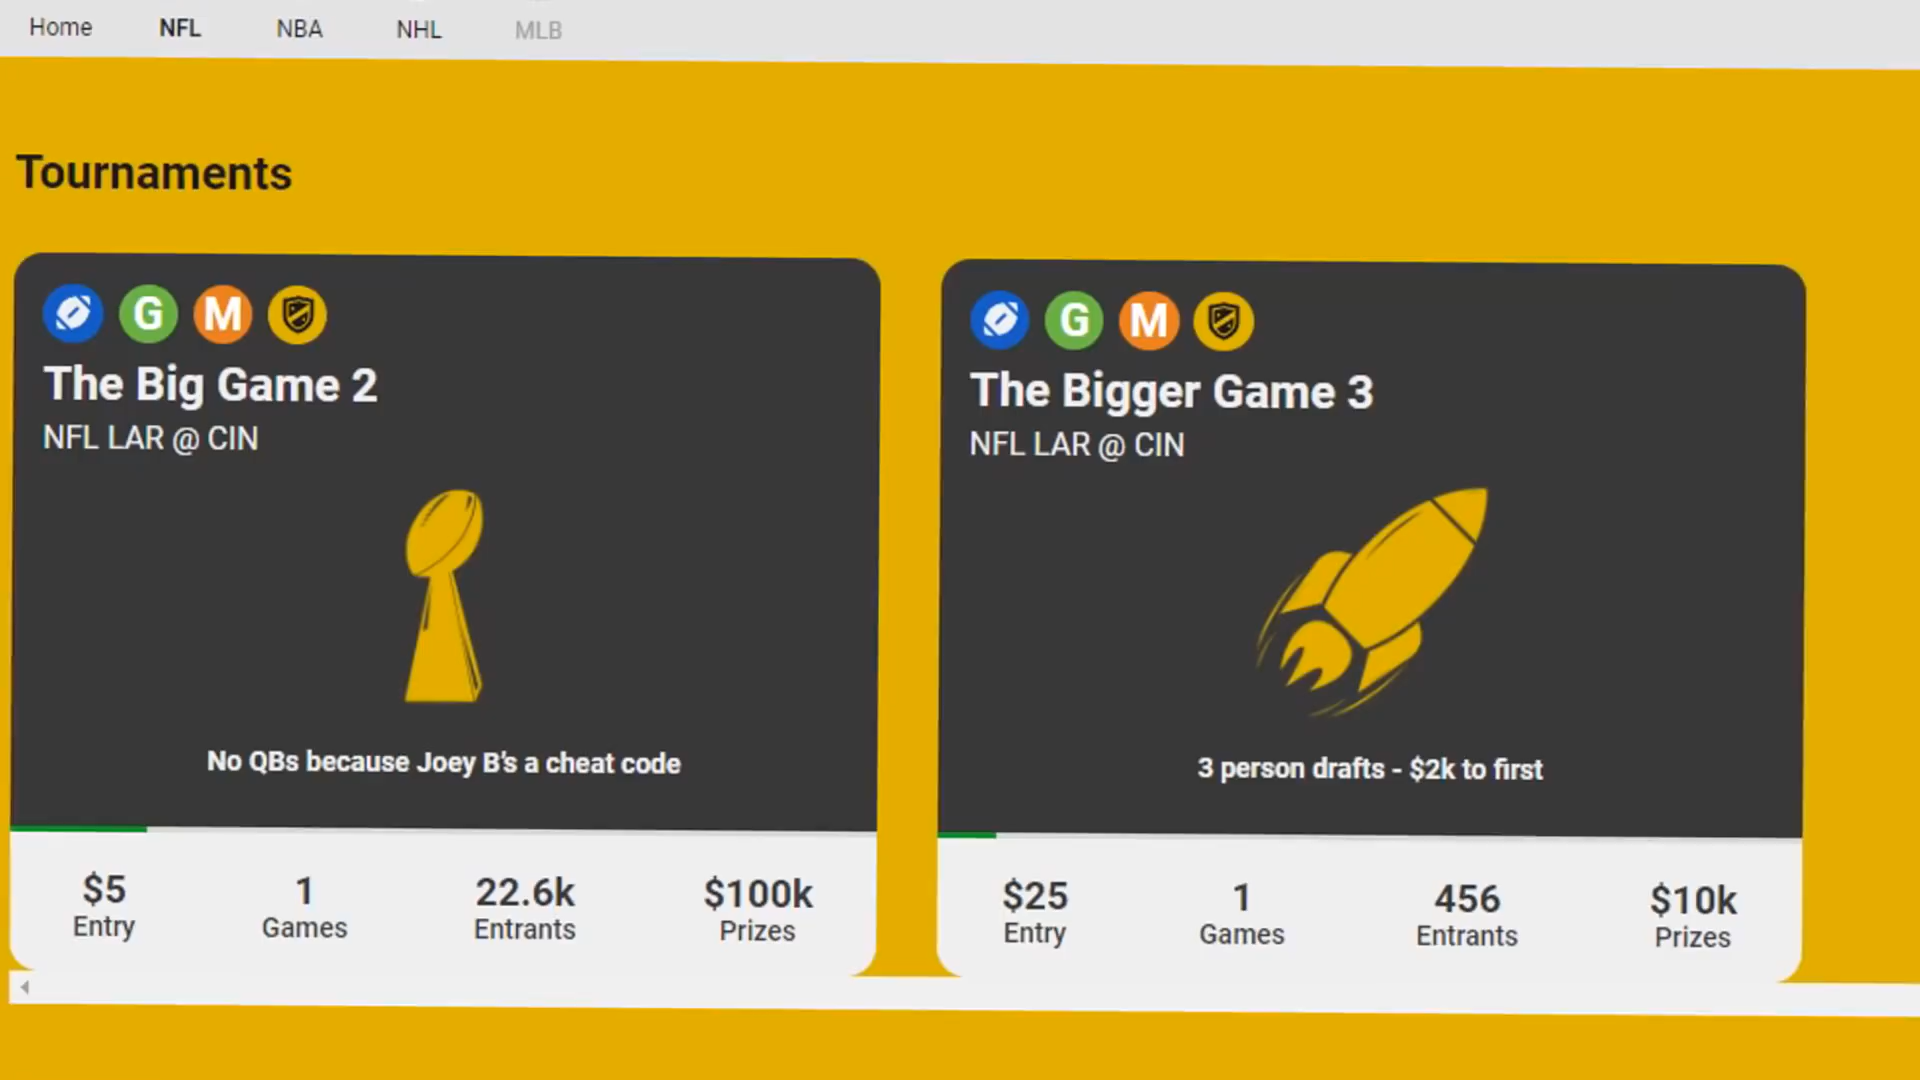 Home NFL NBA NHL MLB
Tournaments
G M
The Big Game 2
NFL LAR @ CIN
No QBs because Joey B's a cheat code
$5 1 22.6k $100k
Entry Games Entrants Prizes
G M
The Bigger Game 3
NFL LAR @ CIN
3 person drafts - $2k to first
$25 1 456 $10k
Entry Games Entrants Prizes